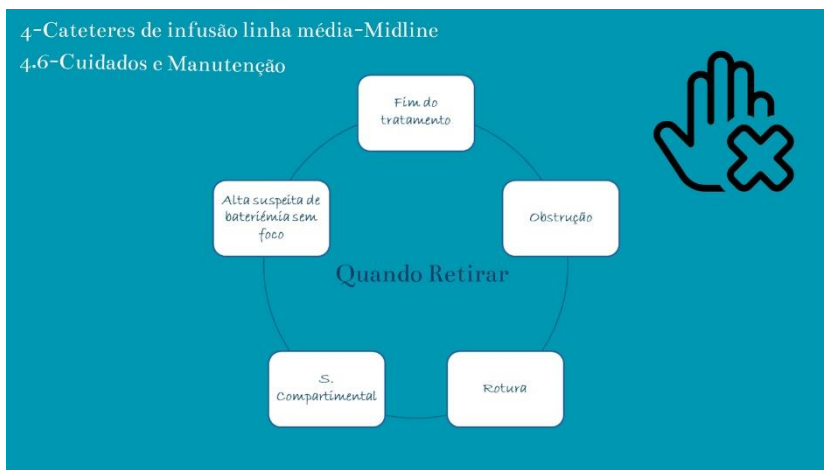 4-Cateteres de infusão linha média-Midline
4.6-Cuidados e Manutenção
Fim do
tratamento
Alta suspeita de
bateriémia sem
foco
Obstrução
Quando Retirar
S.
Compartimental
Rotura